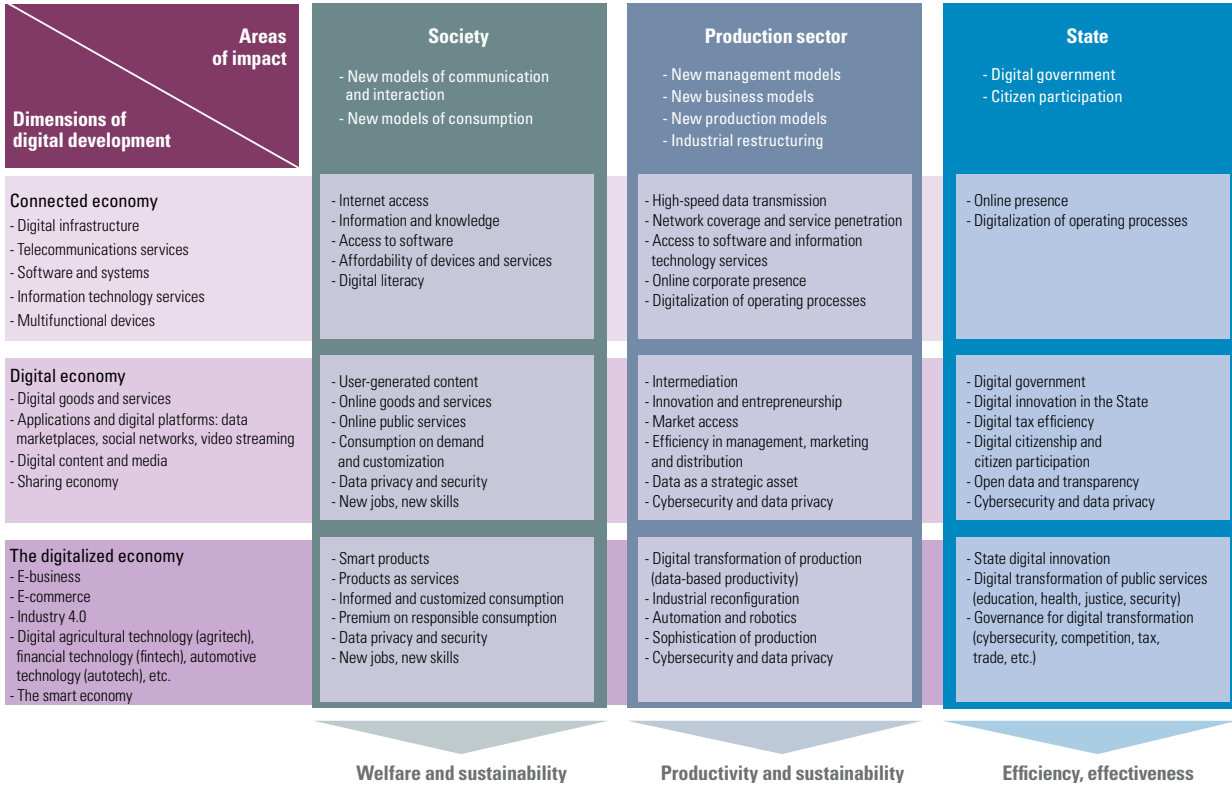 Areas
of impact
Dimensions of
digital development
Society
- New models of communication
and interaction
- New models of consumption
Production sector
- New management models
- New business models
- New production models
- Industrial restructuring
State
- Digital government
- Citizen participation
Connected economy
- Digital infrastructure
- Telecommunications services
- Software and systems
- Information technology services
- Multifunctional devices
- Internet access
- Information and knowledge
- Access to software
- Affordability of devices and services
- Digital literacy
- High-speed data transmission
- Network coverage and service penetration
- Access to software and information
technology services
- Online corporate presence
- Digitalization of operating processes
- Online presence
- Digitalization of operating processes
Digital economy
- Digital goods and services
- Applications and digital platforms: data
marketplaces, social networks, video streaming
- Digital content and media
- Sharing economy
- User-generated content
- Online goods and services
- Online public services
- Consumption on demand
and customization
- Data privacy and security
- New jobs, new skills
- Intermediation
- Innovation and entrepreneurship
- Market access
- Efficiency in management, marketing
and distribution
- Data as a strategic asset
- Cybersecurity and data privacy
- Digital government
- Digital innovation in the State
- Digital tax efficiency
- Digital citizenship and
citizen participation
- Open data and transparency
- Cybersecurity and data privacy
The digitalized economy
- E-business
- E-commerce
- Industry 4.0
- Digital agricultural technology (agritech),
financial technology (fintech), automotive
technology (autotech), etc.
- The smart economy
- Smart products
- Products as services
- Informed and customized consumption
- Premium on responsible consumption
- Data privacy and security
- New jobs, new skills
- Digital transformation of production
(data-based productivity)
- Industrial reconfiguration
- Automation and robotics
- Sophistication of production
- Cybersecurity and data privacy
- State digital innovation
- Digital transformation of public services
(education, health, justice, security)
- Governance for digital transformation
(cybersecurity, competition, tax,
trade, etc.)
Welfare and sustainability
Productivity and sustainability
Efficiency, effectiveness